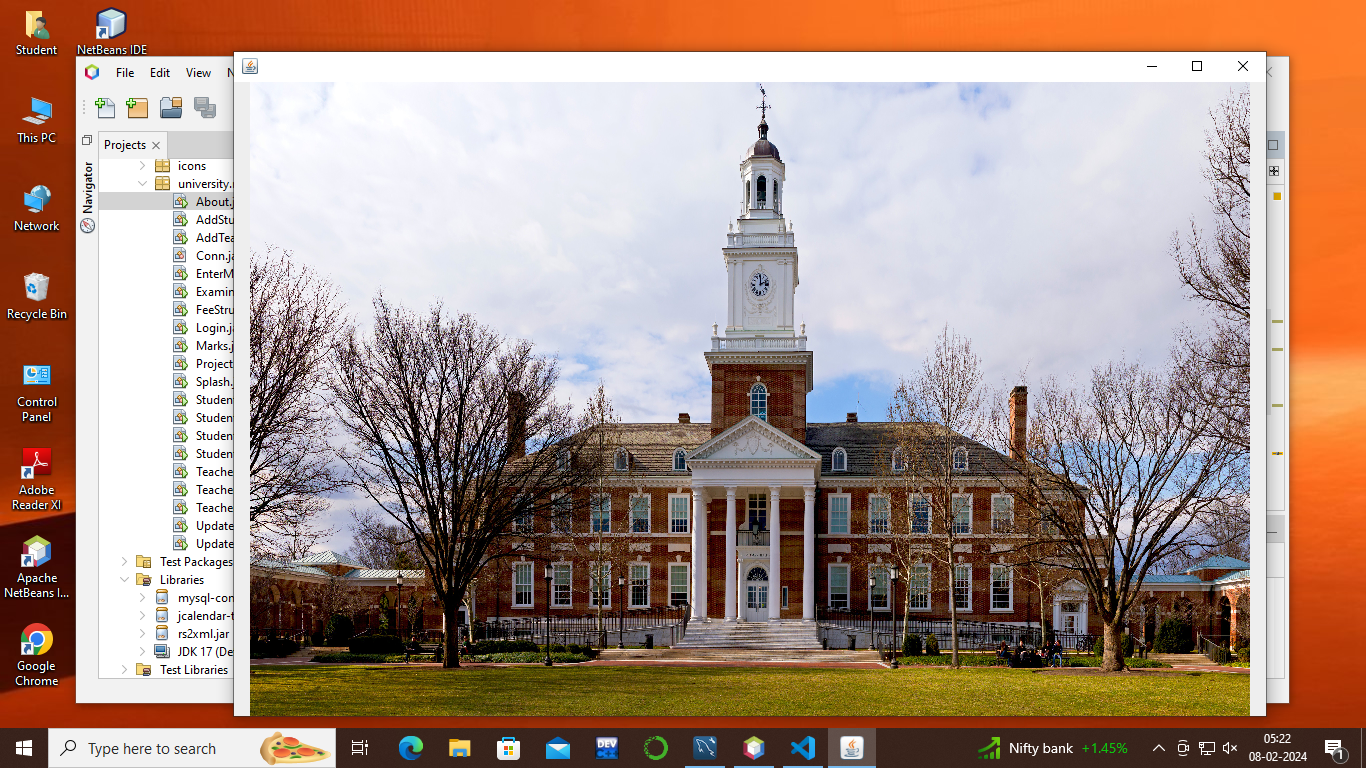 Student
NetBeans IDE
This PC
Network
Recycle Bin
Control
Panel
Adobe
Reader XI
Apache
NetBeans I...
Google
Chrome
File
Edit
View
N
Projects
Navigator
icons
university.
About.j
AddStu
AddTea
Conn.ja
EnterM
Examin
FeeStru
Login.ja
Marks.j
Project
Splash.
Studen
Studen
Studen
Studen
Teache
Teache
Teache
Update
Update
Test Packages
Libraries
mysql-con
jcalendar-t
rs2xml.jar
JDK 17 (De
Test Libraries
Type here to search
DEV
Nifty bank +1.45%
05:22
08-02-2024
1